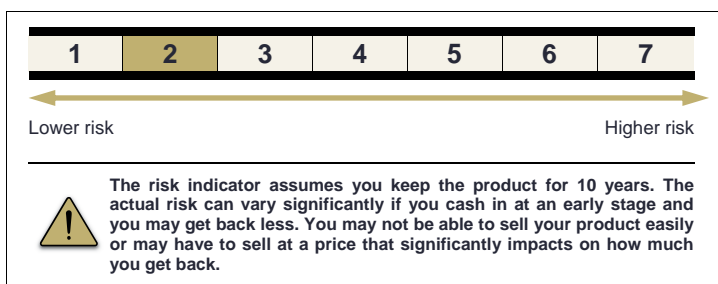 1 2 3 4 5 6 7
Lower risk Higher risk
The risk indicator assumes you keep the product for 10 years. The
actual risk can vary significantly if you cash in at an early stage and
you may get back less. You may not be able to sell your product easily
or may have to sell at a price that significantly impacts on how much
you get back.